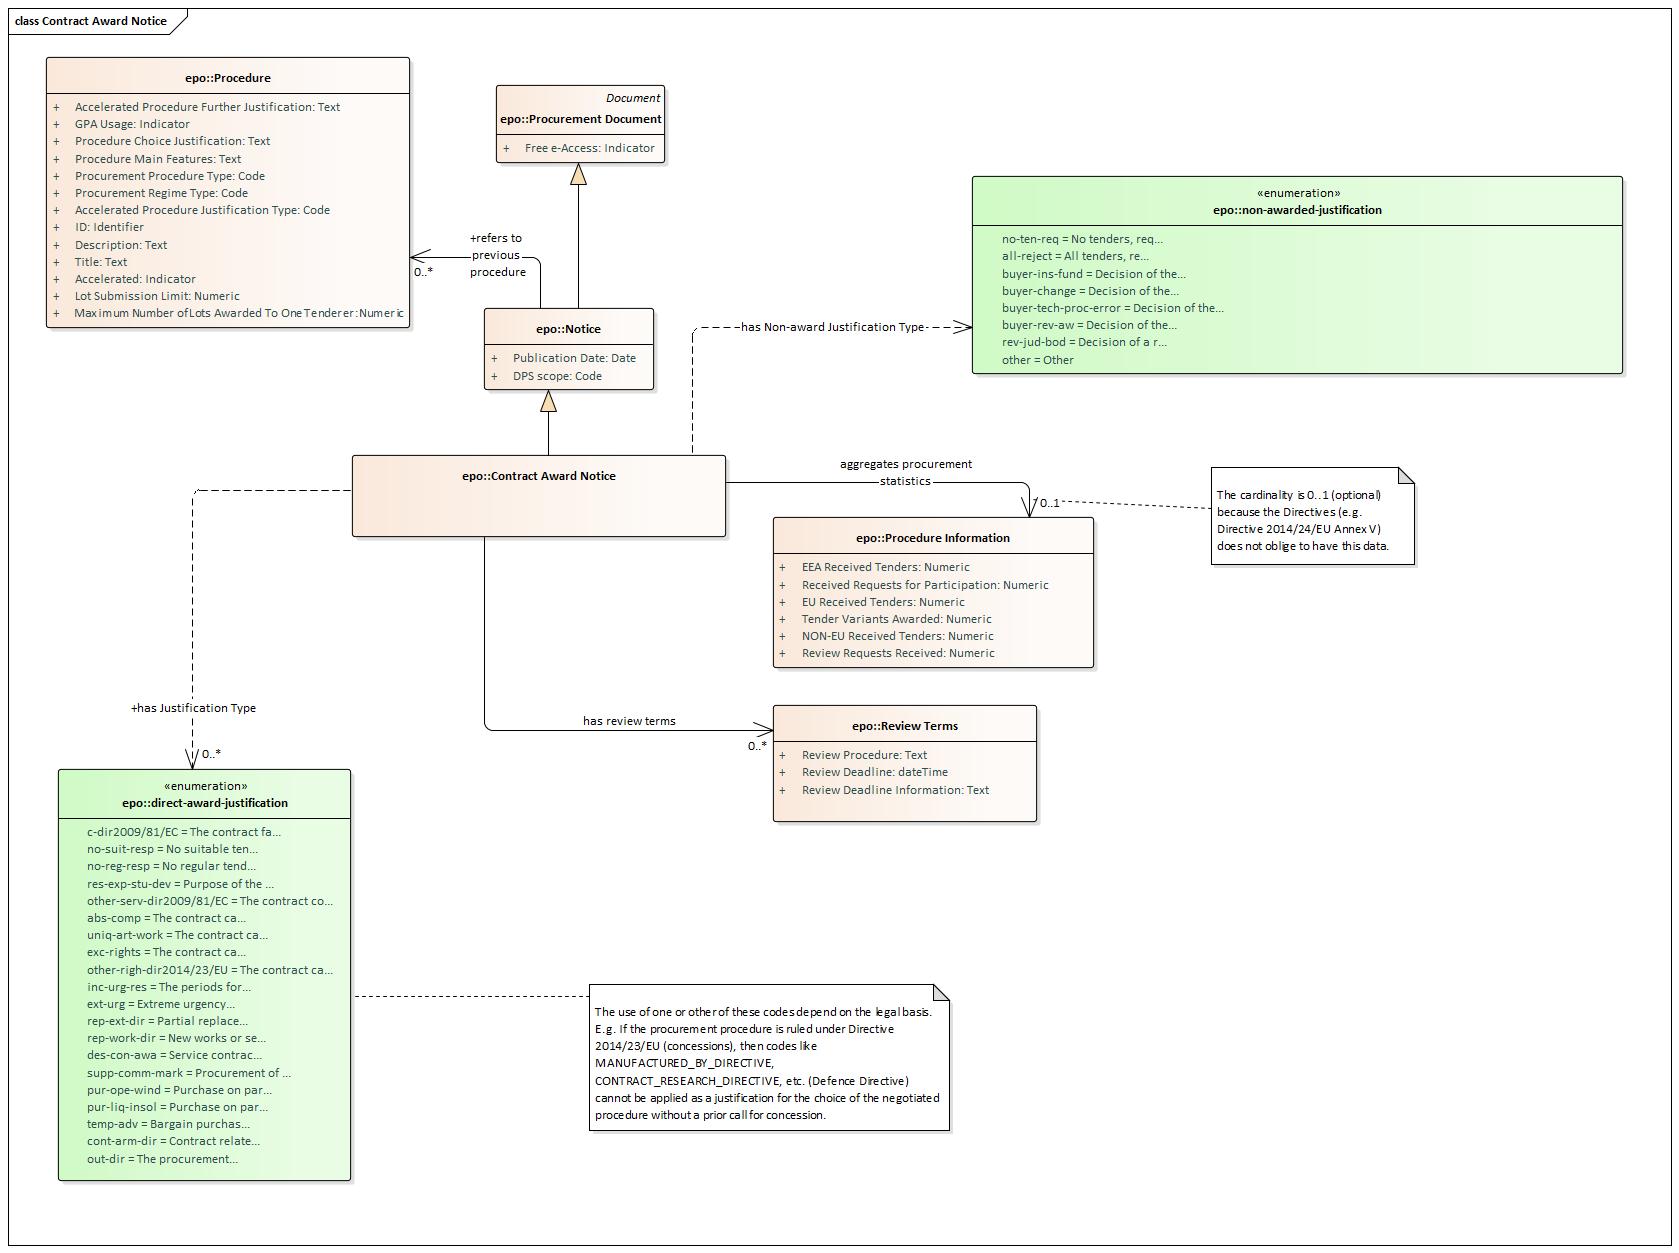 class Contract Award Notice
epo::Procedure
+ Accelerated Procedure Further Justification: Text
+ GPA Usage: Indicator
+ Procedure Choice Justification: Text
+ Procedure Main Features: Text
+ Procurement Procedure Type: Code
+ Procurement Regime Type: Code
+ Accelerated Procedure Justification Type: Code
+ ID: Identifier
+ Description: Text
+ Title: Text
+ Accelerated: Indicator
+ Lot Submission Limit: Numeric
+ Maximum Number of Lots Awarded To One Tenderer: Numeric
Document
epo::Procurement Document
+ Free e-Access: Indicator
+refers to
previous
procedure
0..*
epo::Notice
+ Publication Date: Date
+ DPS scope: Code
«enumeration»
epo::non-awarded-justification
no-ten-req = No tenders, req...
all-reject = All tenders, re...
buyer-ins-fund = Decision of the...
buyer-change = Decision of the...
buyer-tech-proc-error = Decision of the...
buyer-rev-aw = Decision of the...
rev-jud-bod = Decision of a r...
other = Other
has Non-award Justification Type
epo::Contract Award Notice
aggregates procurement
statistics
0..1
The cardinality is 0..1 (optional)
because the Directives (e.g.
Directive 2014/24/EU Annex V)
does not oblige to have this data.
epo::Procedure Information
+ EEA Received Tenders: Numeric
+ Received Requests for Participation: Numeric
+ EU Received Tenders: Numeric
+ Tender Variants Awarded: Numeric
+ NON-EU Received Tenders: Numeric
+ Review Requests Received: Numeric
+has Justification Type
0..*
has review terms
0..*
epo::Review Terms
+ Review Procedure: Text
+ Review Deadline: dateTime
+ Review Deadline Information: Text
«enumeration»
epo::direct-award-justification
c-dir2009/81/EC = The contract fa...
no-suit-resp = No suitable ten...
no-reg-resp = No regular tend...
res-exp-stu-dev = Purpose of the ...
other-serv-dir2009/81/EC = The contract co...
abs-comp = The contract ca...
uniq-art-work = The contract ca...
exc-rights = The contract ca...
other-righ-dir2014/23/EU = The contract ca...
inc-urg-res = The periods for...
ext-urg = Extreme urgency...
rep-ext-dir = Partial replace...
rep-work-dir = New works or se...
des-con-awa = Service contrac...
supp-comm-mark = Procurement of ...
pur-ope-wind = Purchase on par...
pur-liq-insol = Purchase on par...
temp-adv = Bargain purchas...
cont-arm-dir = Contract relate...
out-dir = The procurement...
The use of one or other of these codes depend on the legal basis.
E.g. If the procurement procedure is ruled under Directive
2014/23/EU (concessions), then codes like
MANUFACTURED_BY_DIRECTIVE,
CONTRACT_RESEARCH_DIRECTIVE, etc. (Defence Directive)
cannot be applied as a justification for the choice of the negotiated
procedure without a prior call for concession.